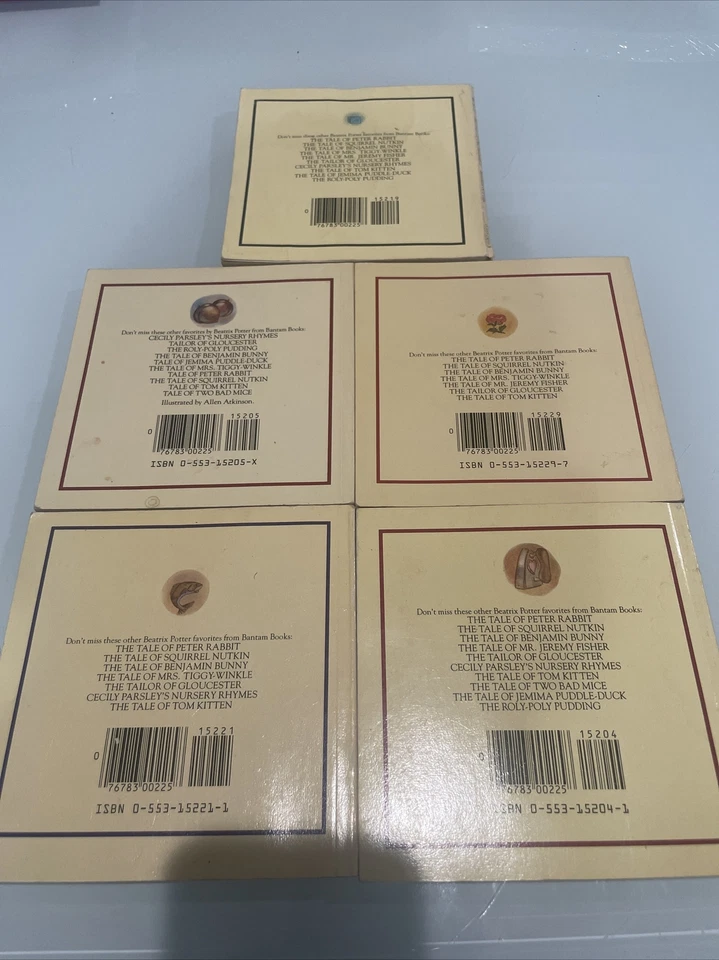 Don't miss these other Beatrix Potter favorites from Bantam Books:
THE TALE OF PETER RABBIT
THE TALE OF SQUIRREL NUTKIN
THE TALE OF BENJAMIN BUNNY
THE TALE OF MRS. TIGGY-WINKLE
THE TALE OF MR. JEREMY FISHER
THE TAILOR OF GLOUCESTER
CECILY PARSLEY'S NURSERY RHYMES
THE TALE OF TOM KITTEN
THE TALE OF JEMIMA PUDDLE-DUCK
THE ROLY-POLY PUDDING
15219
0
76783 00225
Don't miss these other favorites by Beatrix Potter from Bantam Books:
CECILY PARSLEY'S NURSERY RHYMES
TAILOR OF GLOUCESTER
THE ROLY-POLY PUDDING
THE TALE OF BENJAMIN BUNNY
TALE OF JEMIMA PUDDLE-DUCK
THE TALE OF MRS. TIGGY-WINKLE
TALE OF PETER RABBIT
THE TALE OF SQUIRREL NUTKIN
TALE OF TOM KITTEN
TALE OF TWO BAD MICE
Illustrated by Allen Atkinson.
15205
0
76783 00225
ISBN 0-553-15205-X
Don't miss these other Beatrix Potter favorites from Bantam Books:
THE TALE OF PETER RABBIT
THE TALE OF SQUIRREL NUTKIN
THE TALE OF BENJAMIN BUNNY
THE TALE OF MRS. TIGGY-WINKLE
THE TALE OF MR. JEREMY FISHER
THE TAILOR OF GLOUCESTER
THE TALE OF TOM KITTEN
15229
0
76783 00225
ISBN 0-553-15229-7
Don't miss these other Beatrix Potter favorites from Bantam Books:
THE TALE OF PETER RABBIT
THE TALE OF SQUIRREL NUTKIN
THE TALE OF BENJAMIN BUNNY
THE TALE OF MRS. TIGGY-WINKLE
THE TAILOR OF GLOUCESTER
CECILY PARSLEY'S NURSERY RHYMES
THE TALE OF TOM KITTEN
15221
0
76783 00225
ISBN 0-553-15221-1
Don't miss these other Beatrix Potter favorites from Bantam Books:
THE TALE OF PETER RABBIT
THE TALE OF SQUIRREL NUTKIN
THE TALE OF BENJAMIN BUNNY
THE TALE OF MR. JEREMY FISHER
THE TAILOR OF GLOUCESTER
CECILY PARSLEY'S NURSERY RHYMES
THE TALE OF TOM KITTEN
THE TALE OF TWO BAD MICE
THE TALE OF JEMIMA PUDDLE-DUCK
THE ROLY-POLY PUDDING
15204
0
76783 00225
ISBN 0-553-15204-1